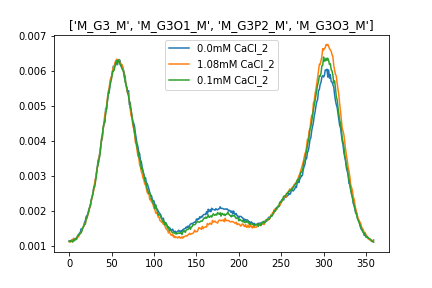 ['M_G3_M', 'M_G3O1_M', 'M_G3P2_M', 'M_G3O3_M']
0.007
0.006
0.005
0.004
0.003
0.002
0.001
0.0mM CaCl_2
1.08mM CaCl_2
0.1mM CaCl_2
0 50 100 150 200 250 300 350